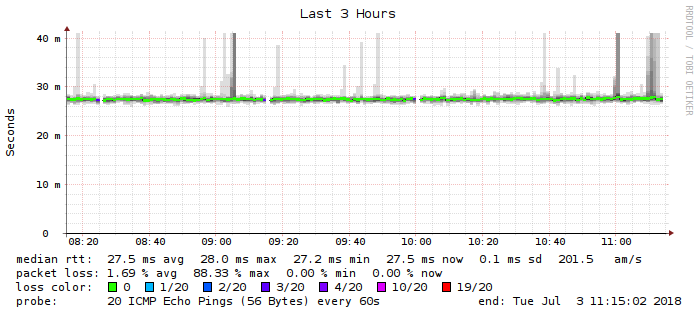 Last 3 Hours
RRDTOOL / TOBI OETIKER
Seconds
40 m
30 m
20 m
10 m
0
08:20 08:40 09:00 09:20 09:40 10:00 10:20 10:40 11:00
median rtt: 27.5 ms avg 28.0 ms max 27.2 ms min 27.5 ms now 0.1 ms sd 201.5 am/s
packet loss: 1.69 % avg 88.33 % max 0.00 % min 0.00 % now
loss color: 0 1/20 2/20 3/20 4/20 10/20 19/20
probe: 20 ICMP Echo Pings (56 Bytes) every 60s end: Tue Jul 3 11:15:02 2018